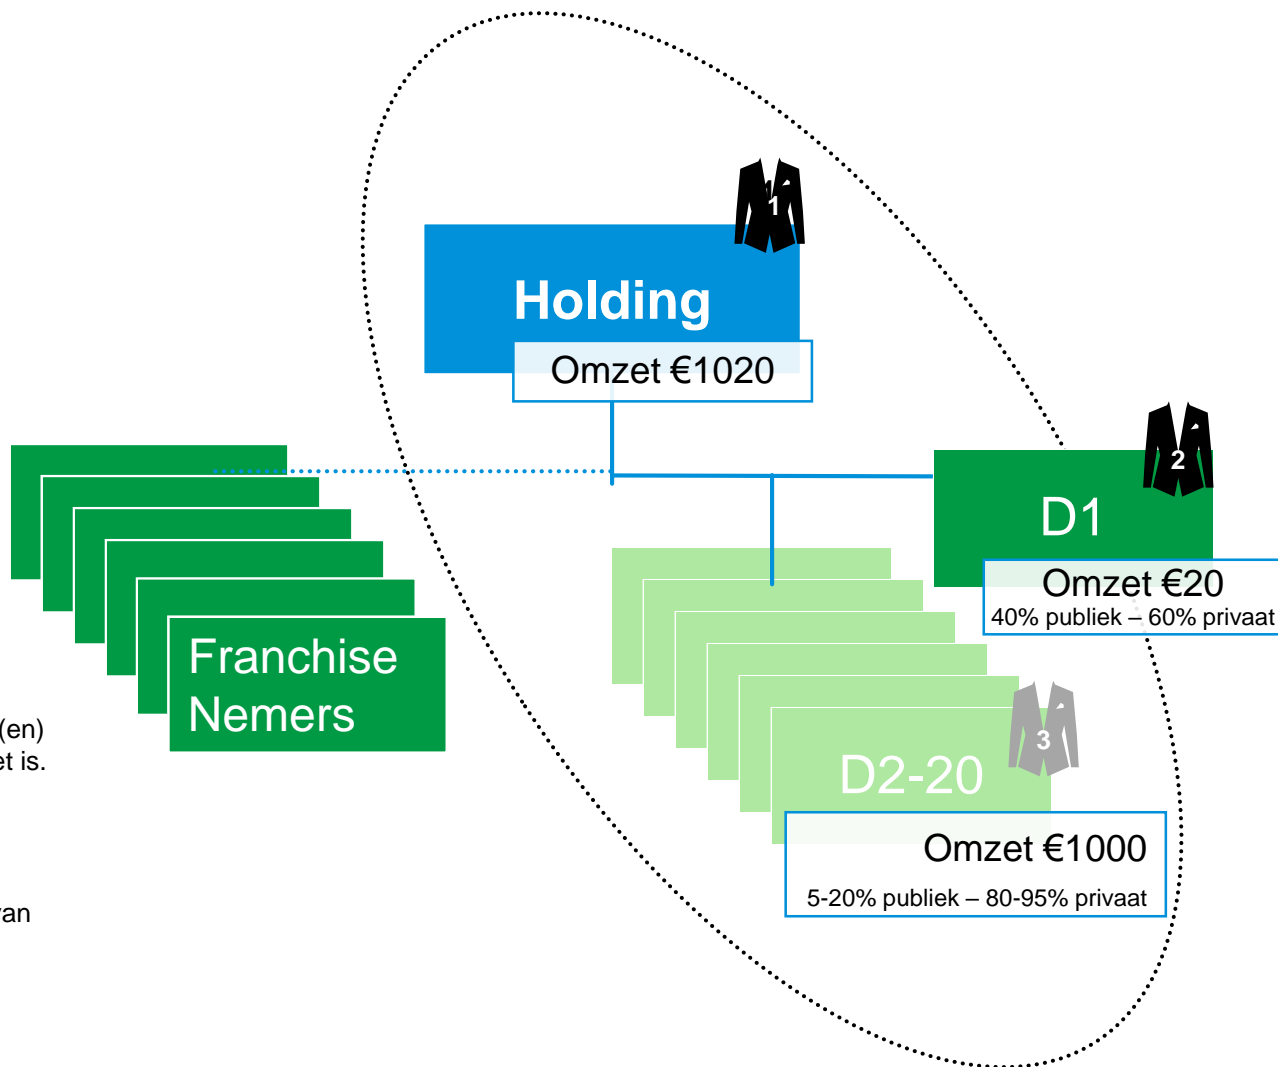 1
Holding
Omzet €1020
2
D1
Omzet €20
40% publiek – 60% privaat
Franchise
Nemers
(en)
et is.
van
3
D2-20
Omzet €1000
5-20% publiek – 80-95% privaat